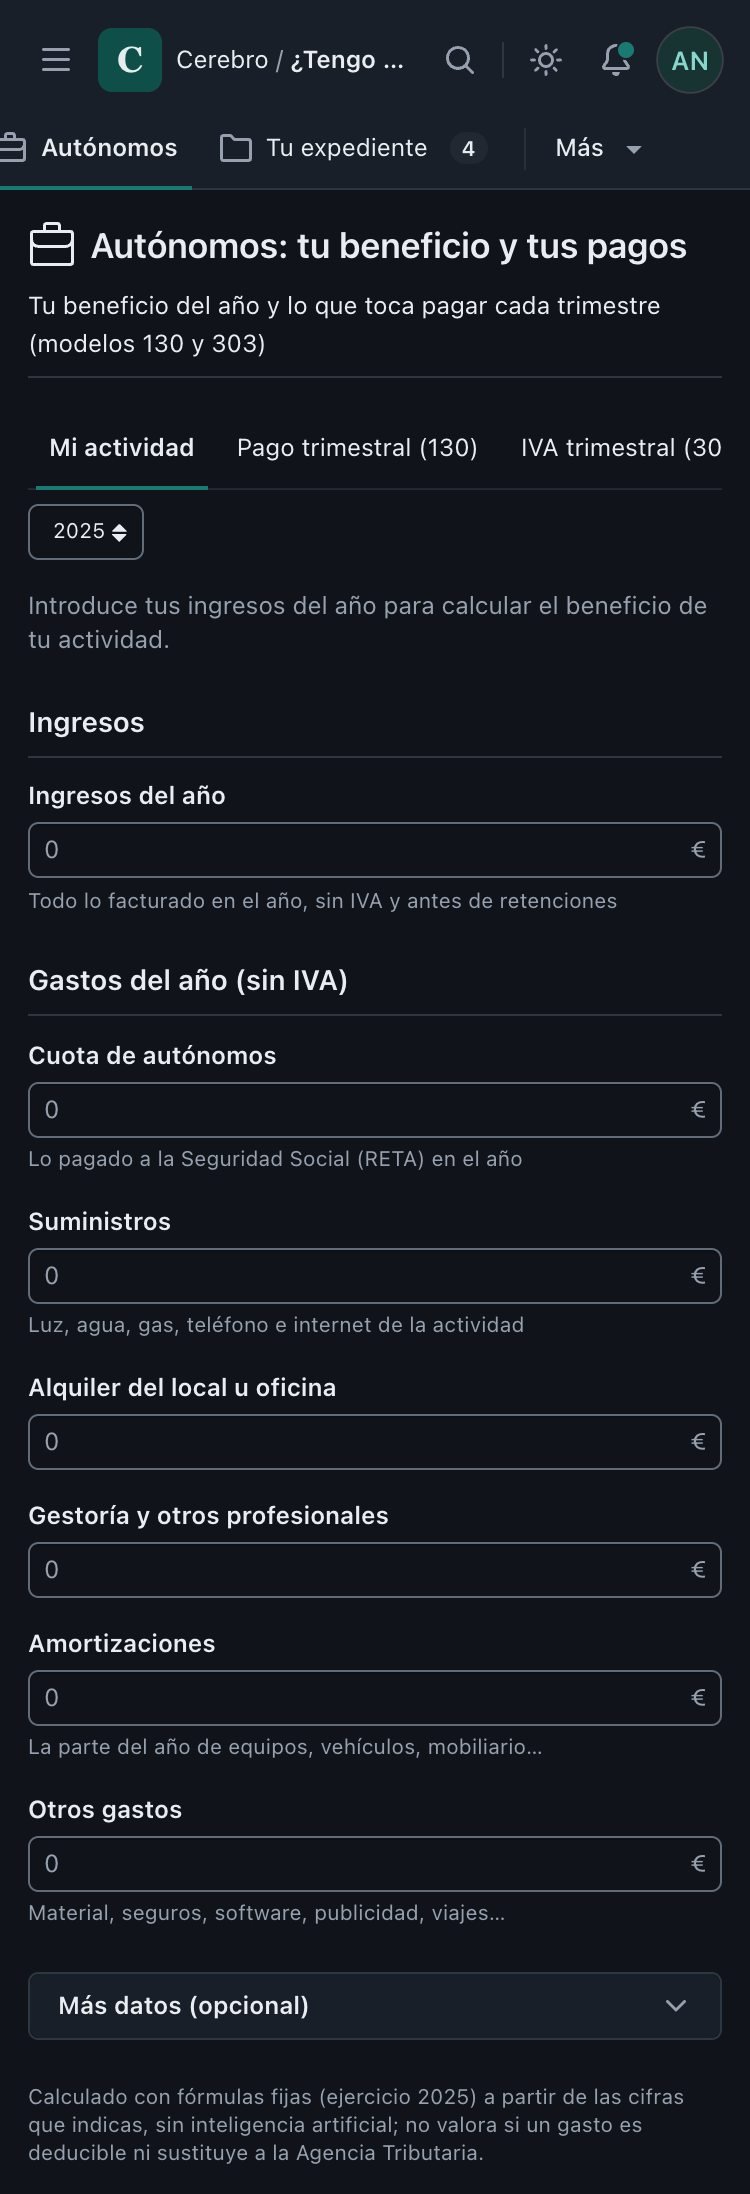 C Cerebro / ¿Tengo ... AN
Autónomos Tu expediente 4 Más
Autónomos: tu beneficio y tus pagos
Tu beneficio del año y lo que toca pagar cada trimestre
(modelos 130 y 303)
Mi actividad Pago trimestral (130) IVA trimestral (30
2025
Introduce tus ingresos del año para calcular el beneficio de
tu actividad.
Ingresos
Ingresos del año
0 €
Todo lo facturado en el año, sin IVA y antes de retenciones
Gastos del año (sin IVA)
Cuota de autónomos
0 €
Lo pagado a la Seguridad Social (RETA) en el año
Suministros
0 €
Luz, agua, gas, teléfono e internet de la actividad
Alquiler del local u oficina
0 €
Gestoría y otros profesionales
0 €
Amortizaciones
0 €
La parte del año de equipos, vehículos, mobiliario...
Otros gastos
0 €
Material, seguros, software, publicidad, viajes...
Más datos (opcional)
Calculado con fórmulas fijas (ejercicio 2025) a partir de las cifras
que indicas, sin inteligencia artificial; no valora si un gasto es
deducible ni sustituye a la Agencia Tributaria.